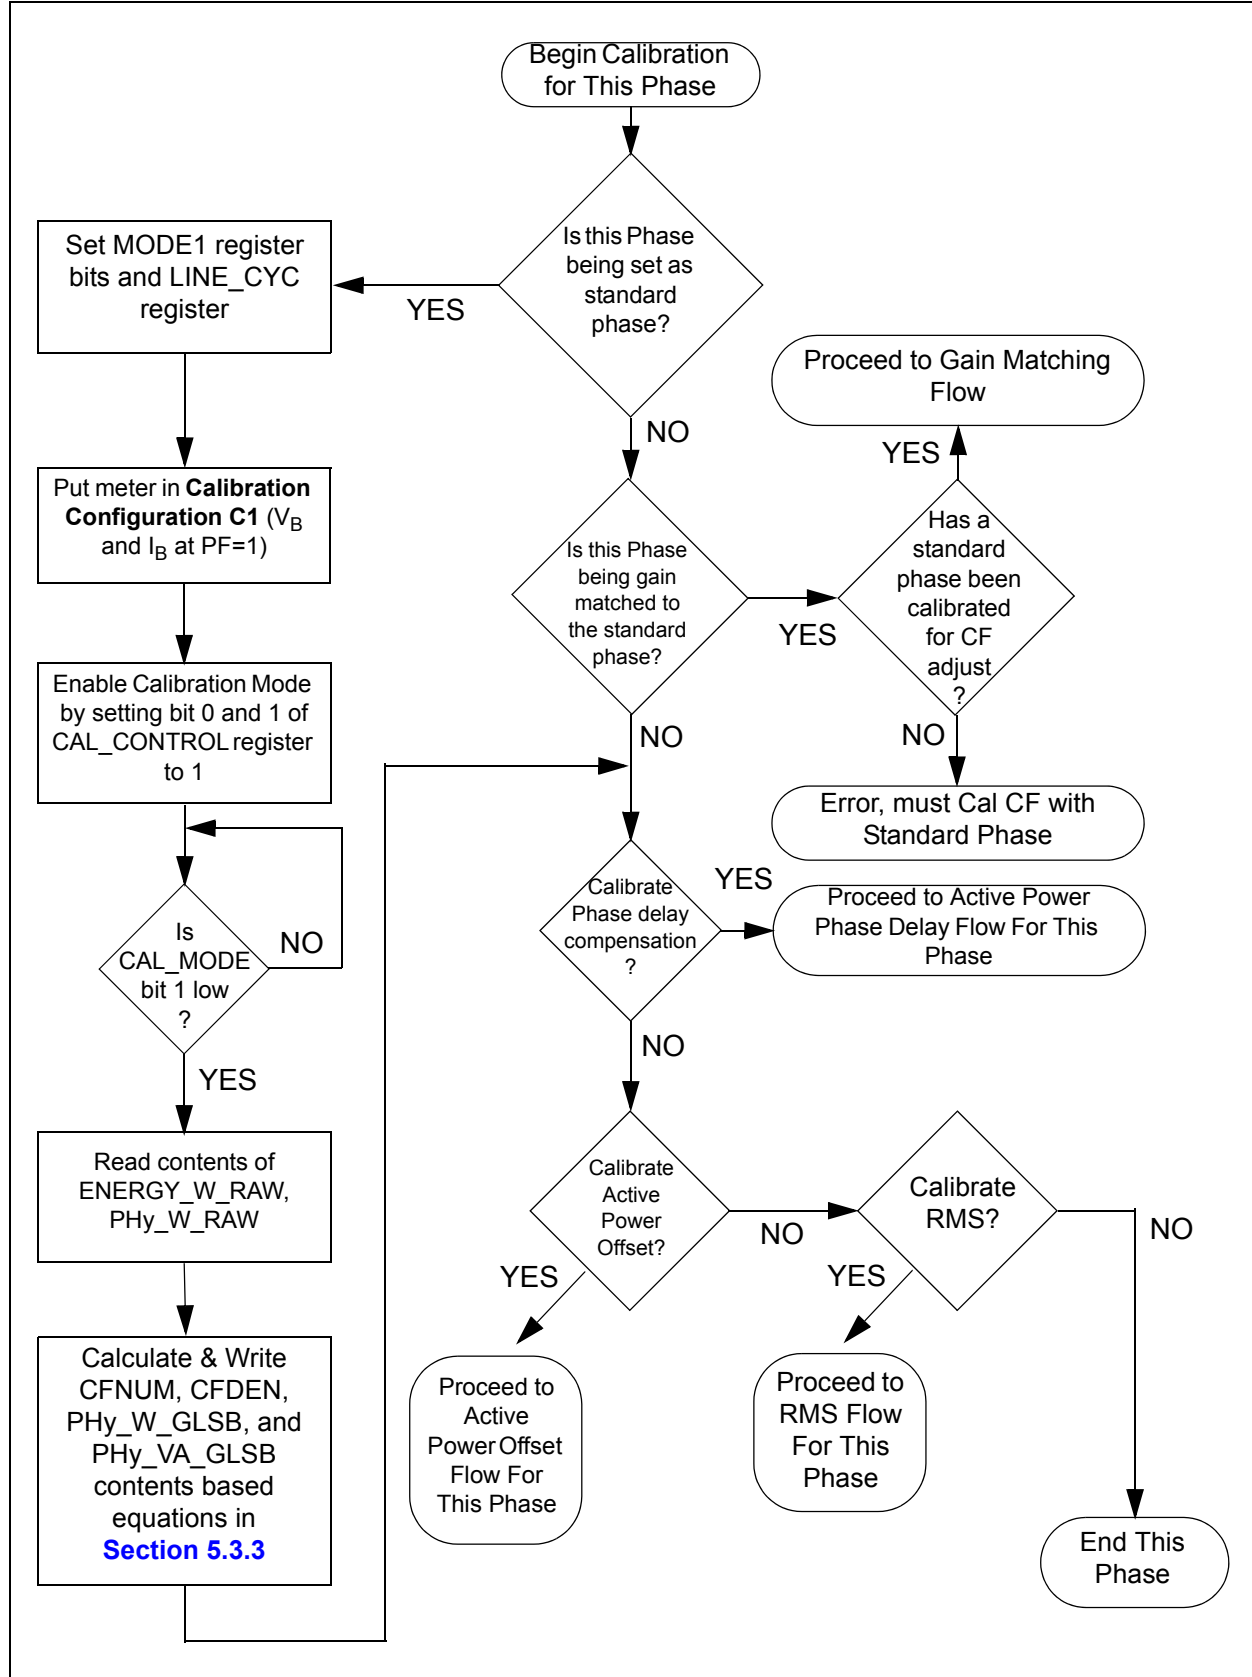 Begin Calibration
for This Phase
Is this Phase
being set as
standard
phase?
YES
NO
Set MODE1 register
bits and LINE_CYC
register
Put meter in Calibration
Configuration C1 (VB
and IB at PF=1)
Enable Calibration Mode
by setting bit 0 and 1 of
CAL_CONTROL register
to 1
Is
CAL_MODE
bit 1 low
?
NO
YES
Read contents of
ENERGY_W_RAW,
PHy_W_RAW
Calculate & Write
CFNUM, CFDEN,
PHy_W_GLSB, and
PHy_VA_GLSB
contents based
equations in
Section 5.3.3
Is this Phase
being gain
matched to
the standard
phase?
YES
NO
Has a
standard
phase been
calibrated
for CF
adjust
?
YES
Proceed to Gain Matching
Flow
NO
Error, must Cal CF with
Standard Phase
Calibrate
Phase delay
compensation
?
YES
Proceed to Active Power
Phase Delay Flow For This
Phase
NO
Calibrate
Active
Power
Offset?
YES
NO
Proceed to
Active
Power Offset
Flow For
This Phase
Calibrate
RMS?
YES
NO
Proceed to
RMS Flow
For This
Phase
End This
Phase